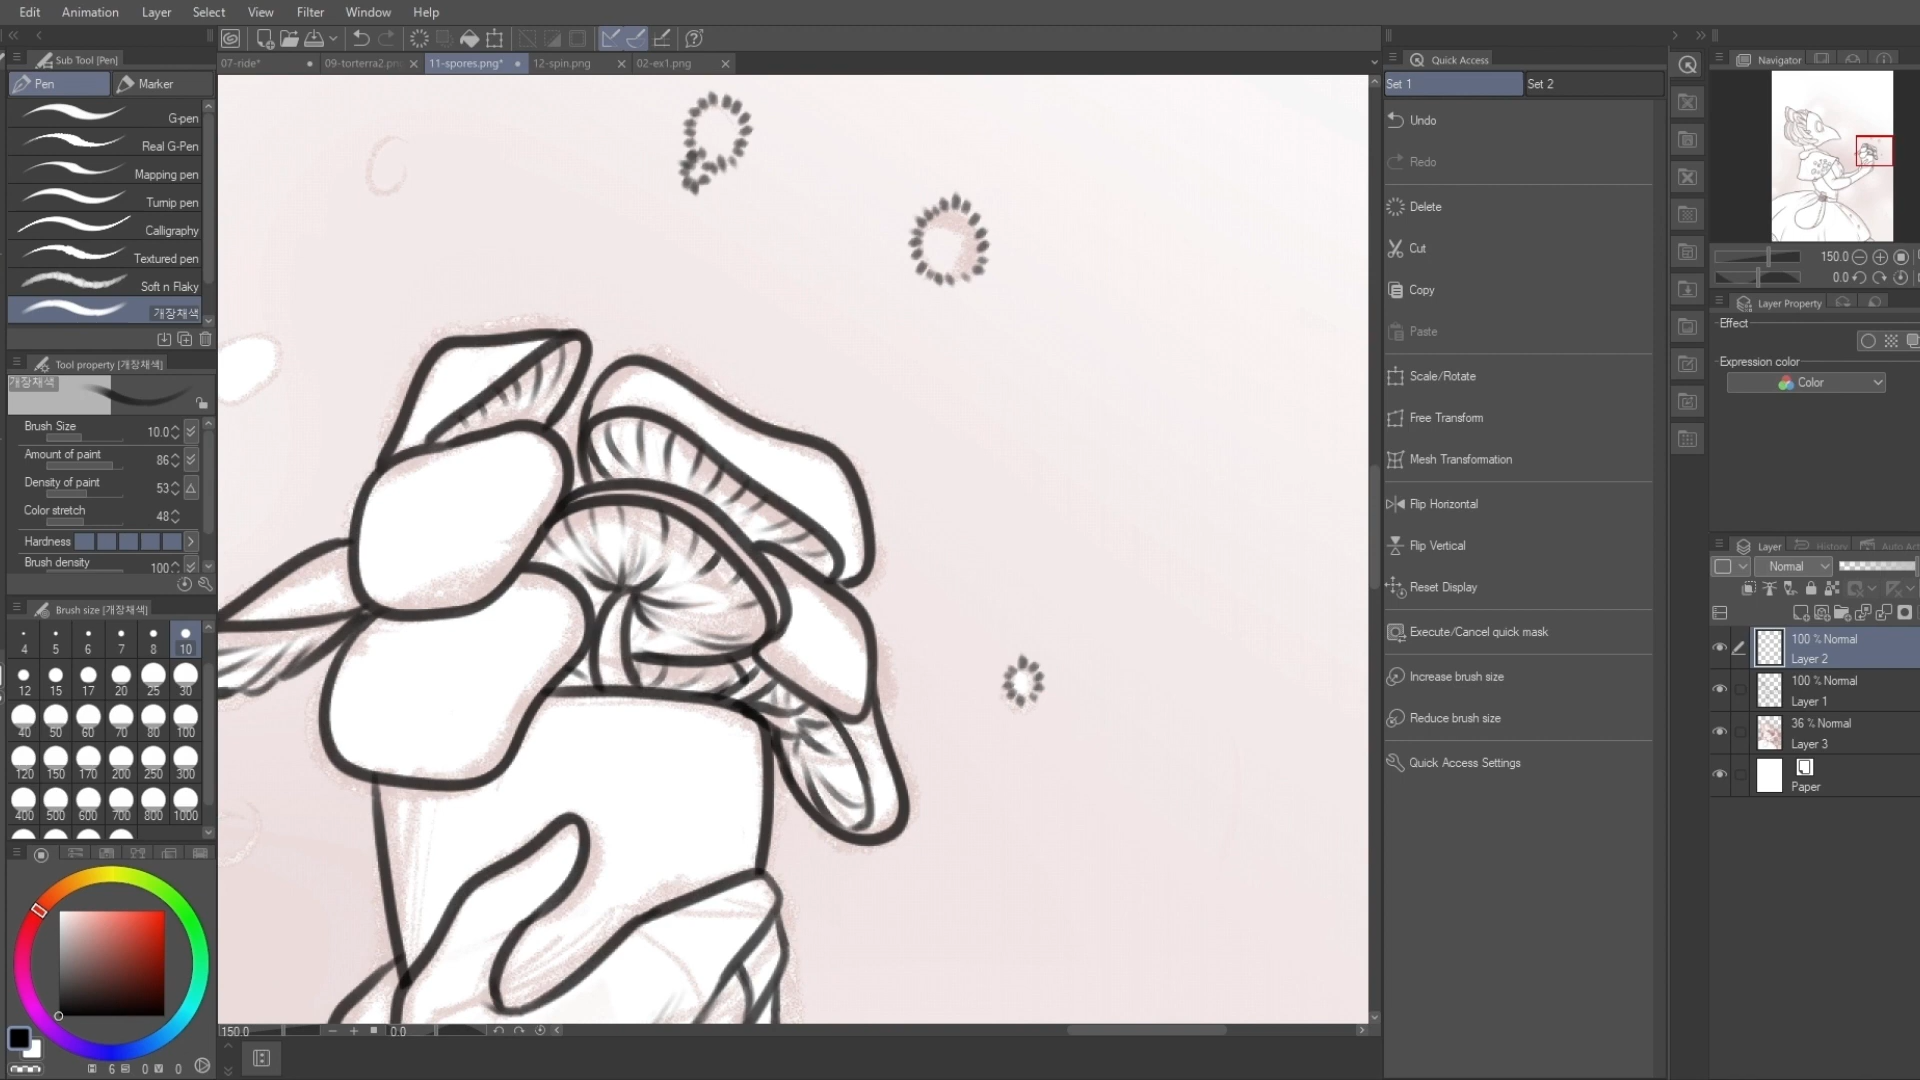 Edit Animation Layer Select View Filter Window Help
Sub Tool [Pen]
Pen Marker
G-pen
Real G-Pen
Mapping pen
Turnip pen
Calligraphy
Textured pen
Soft n Flaky
개장채색
Tool property [개장채색]
개장채색
Brush Size 10.0
Amount of paint 86
Density of paint 53
Color stretch 48
Hardness
Brush density 100
Brush size [개장채색]
4 5 6 7 8 10
12 15 17 20 25 30
40 50 60 70 80 100
120 150 170 200 250 300
400 500 600 700 800 1000
H 6 S 0 V 0
07-ride* 09-torterra2.pn 11-spores.png* 12-spin.png 02-ex1.png
150.0 0.0
Quick Access
Set 1 Set 2
Undo
Redo
Delete
Cut
Copy
Paste
Scale/Rotate
Free Transform
Mesh Transformation
Flip Horizontal
Flip Vertical
Reset Display
Execute/Cancel quick mask
Increase brush size
Reduce brush size
Quick Access Settings
Navigator
150.0
0.0
Layer Property
Effect
Expression color
Color
Layer History Auto Act
Normal
100 % Normal
Layer 2
100 % Normal
Layer 1
36 % Normal
Layer 3
Paper